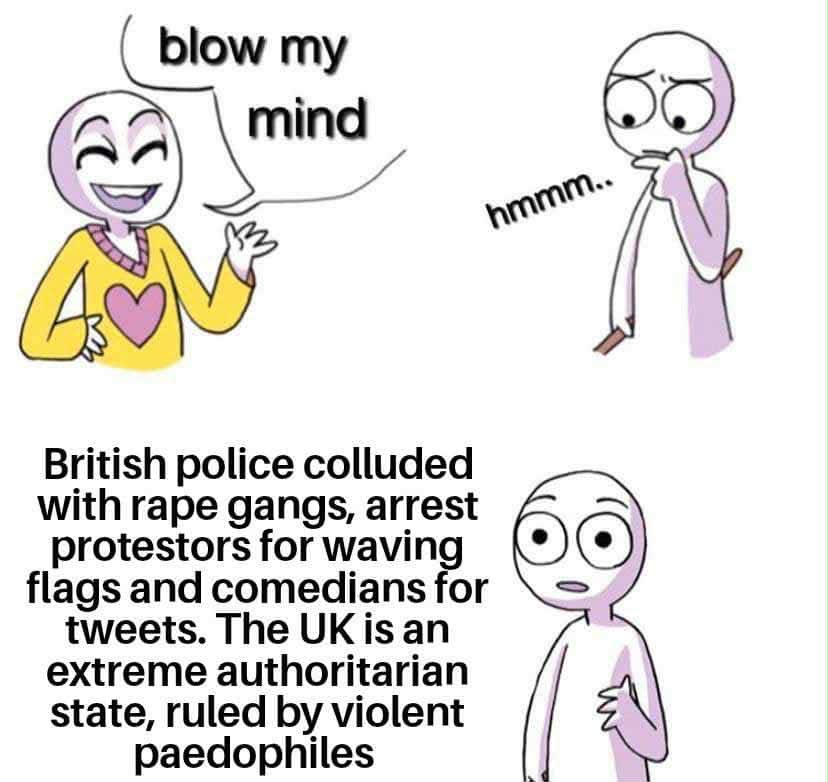 blow my
mind
hmmm..
British police colluded
with rape gangs, arrest
protestors for waving
flags and comedians for
tweets. The UK is an
extreme authoritarian
state, ruled by violent
paedophiles